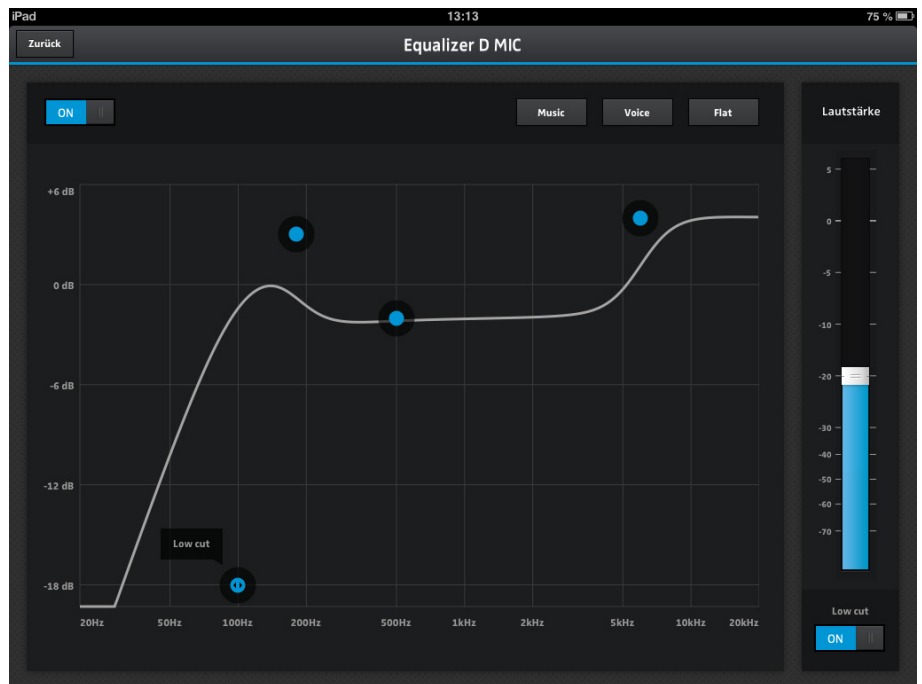 iPad 13:13 75 %
Zurück Equalizer D MIC
ON Music Voice Flat Lautstärke
+6 dB
0 dB
-6 dB
-12 dB
-18 dB
Low cut
20Hz 50Hz 100Hz 200Hz 500Hz 1kHz 2kHz 5kHz 10kHz 20kHz
5
0
-5
-10
-20
-30
-40
-50
-60
-70
Low cut
ON